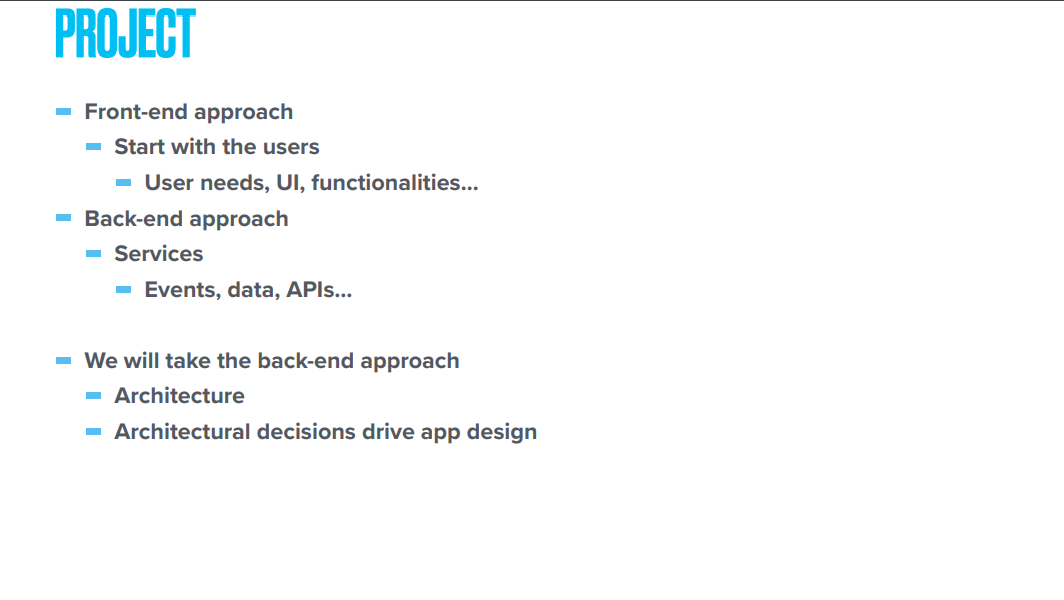 PROJECT
Front-end approach
Start with the users
User needs, UI, functionalities...
Back-end approach
Services
Events, data, APIs...
We will take the back-end approach
Architecture
Architectural decisions drive app design